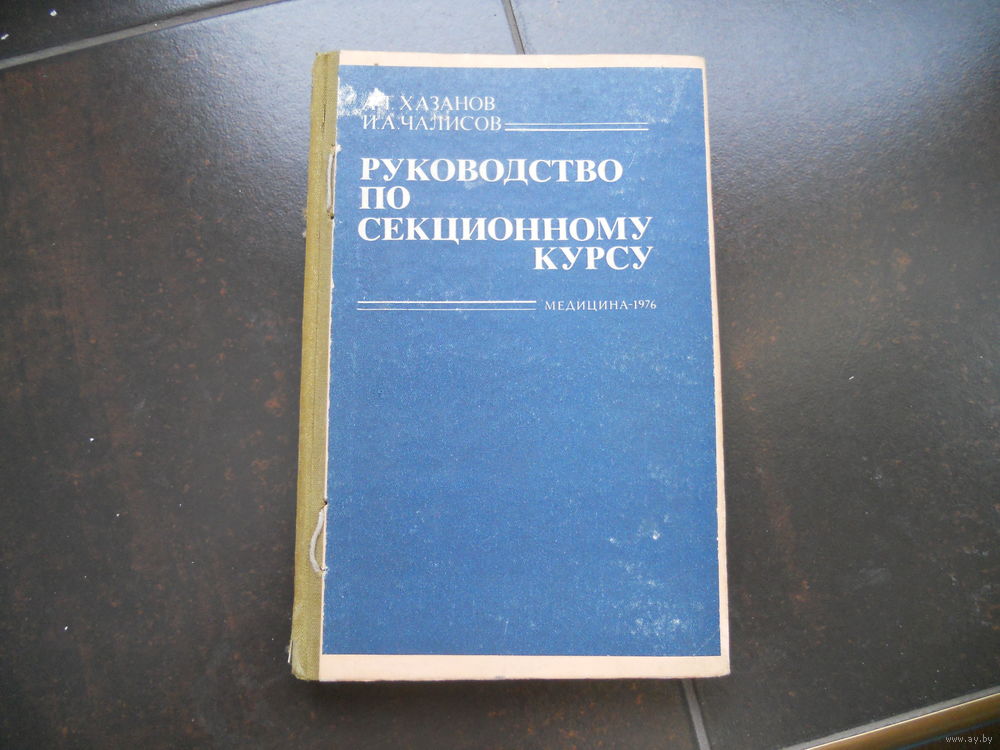 А.Т. ХАЗАНОВ
И.А. ЧАЛИСОВ
РУКОВОДСТВО
ПО
СЕКЦИОННОМУ
КУРСУ
МЕДИЦИНА-1976
www.ay.by